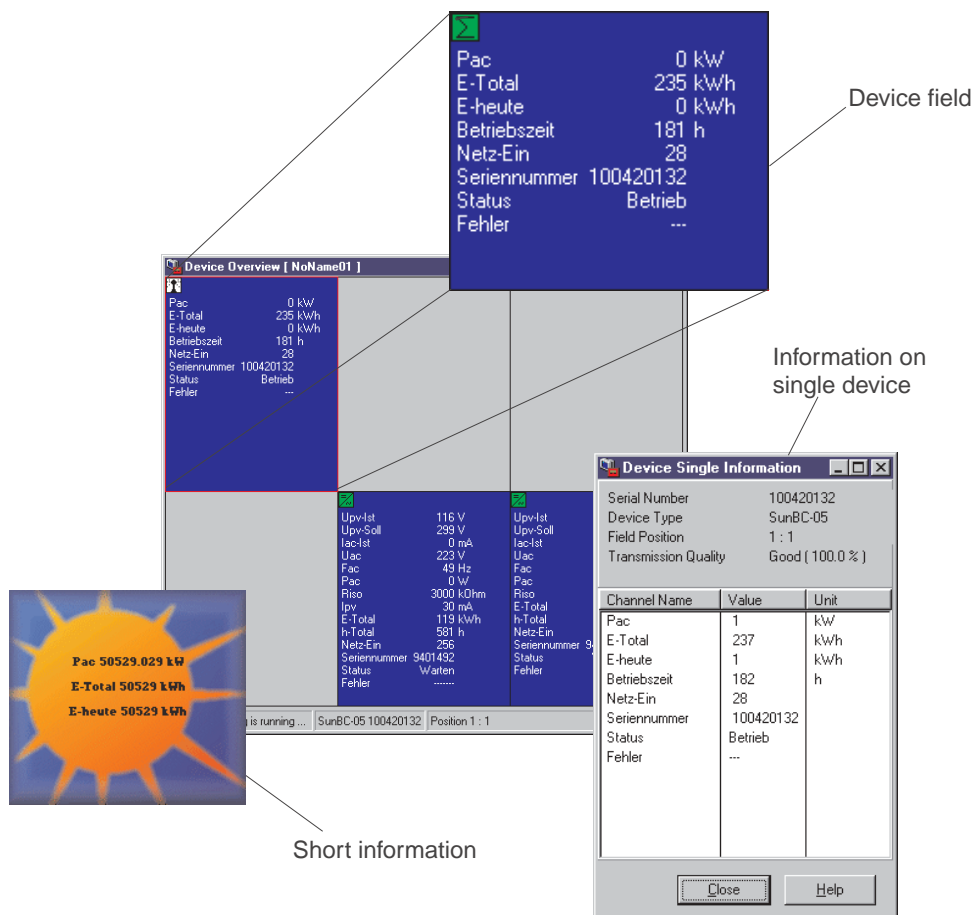 Σ
Pac 0 kW
E-Total 235 kWh
E-heute 0 kWh
Betriebszeit 181 h
Netz-Ein 28
Seriennummer 100420132
Status Betrieb
Fehler ---
Device field
Device Overview [ NoName01 ]
Pac 0 kW
E-Total 235 kWh
E-heute 0 kWh
Betriebszeit 181 h
Netz-Ein 28
Seriennummer 100420132
Status Betrieb
Fehler ---
Upv-Ist 116 V
Upv-Soll 299 V
Iac-Ist 0 mA
Uac 223 V
Fac 49 Hz
Pac 0 W
Riso 3000 kOhm
Ipv 30 mA
E-Total 119 kWh
h-Total 581 h
Netz-Ein 256
Seriennummer 9401492
Status Warten
Fehler -------
Upv-Ist
Upv-Soll
Iac-Ist
Uac
Fac
Pac
Riso
E-Total
h-Total
Netz-Ein
Seriennummer
Status
Fehler
is running ... SunBC-05 100420132 Position 1 : 1
Information on
single device
Device Single Information
Serial Number 100420132
Device Type SunBC-05
Field Position 1 : 1
Transmission Quality Good ( 100.0 % )
Channel Name Value Unit
Pac 1 kW
E-Total 237 kWh
E-heute 1 kWh
Betriebszeit 182 h
Netz-Ein 28
Seriennummer 100420132
Status Betrieb
Fehler ---
Close Help
Pac 50529.029 kW
E-Total 50529 kWh
E-heute 50529 kWh
Short information